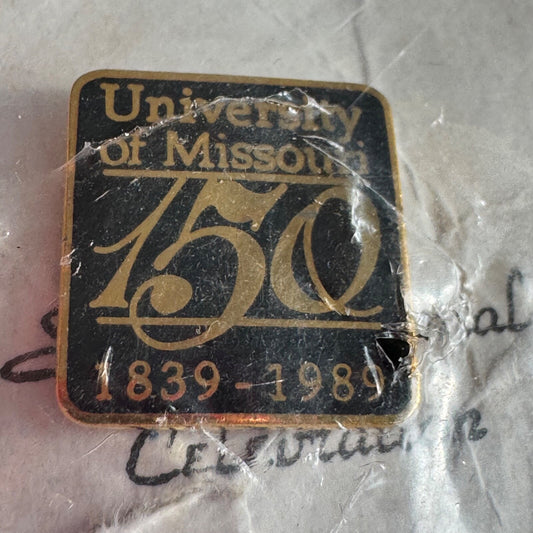 University
of Missouri
150
1839-1989
Celebration